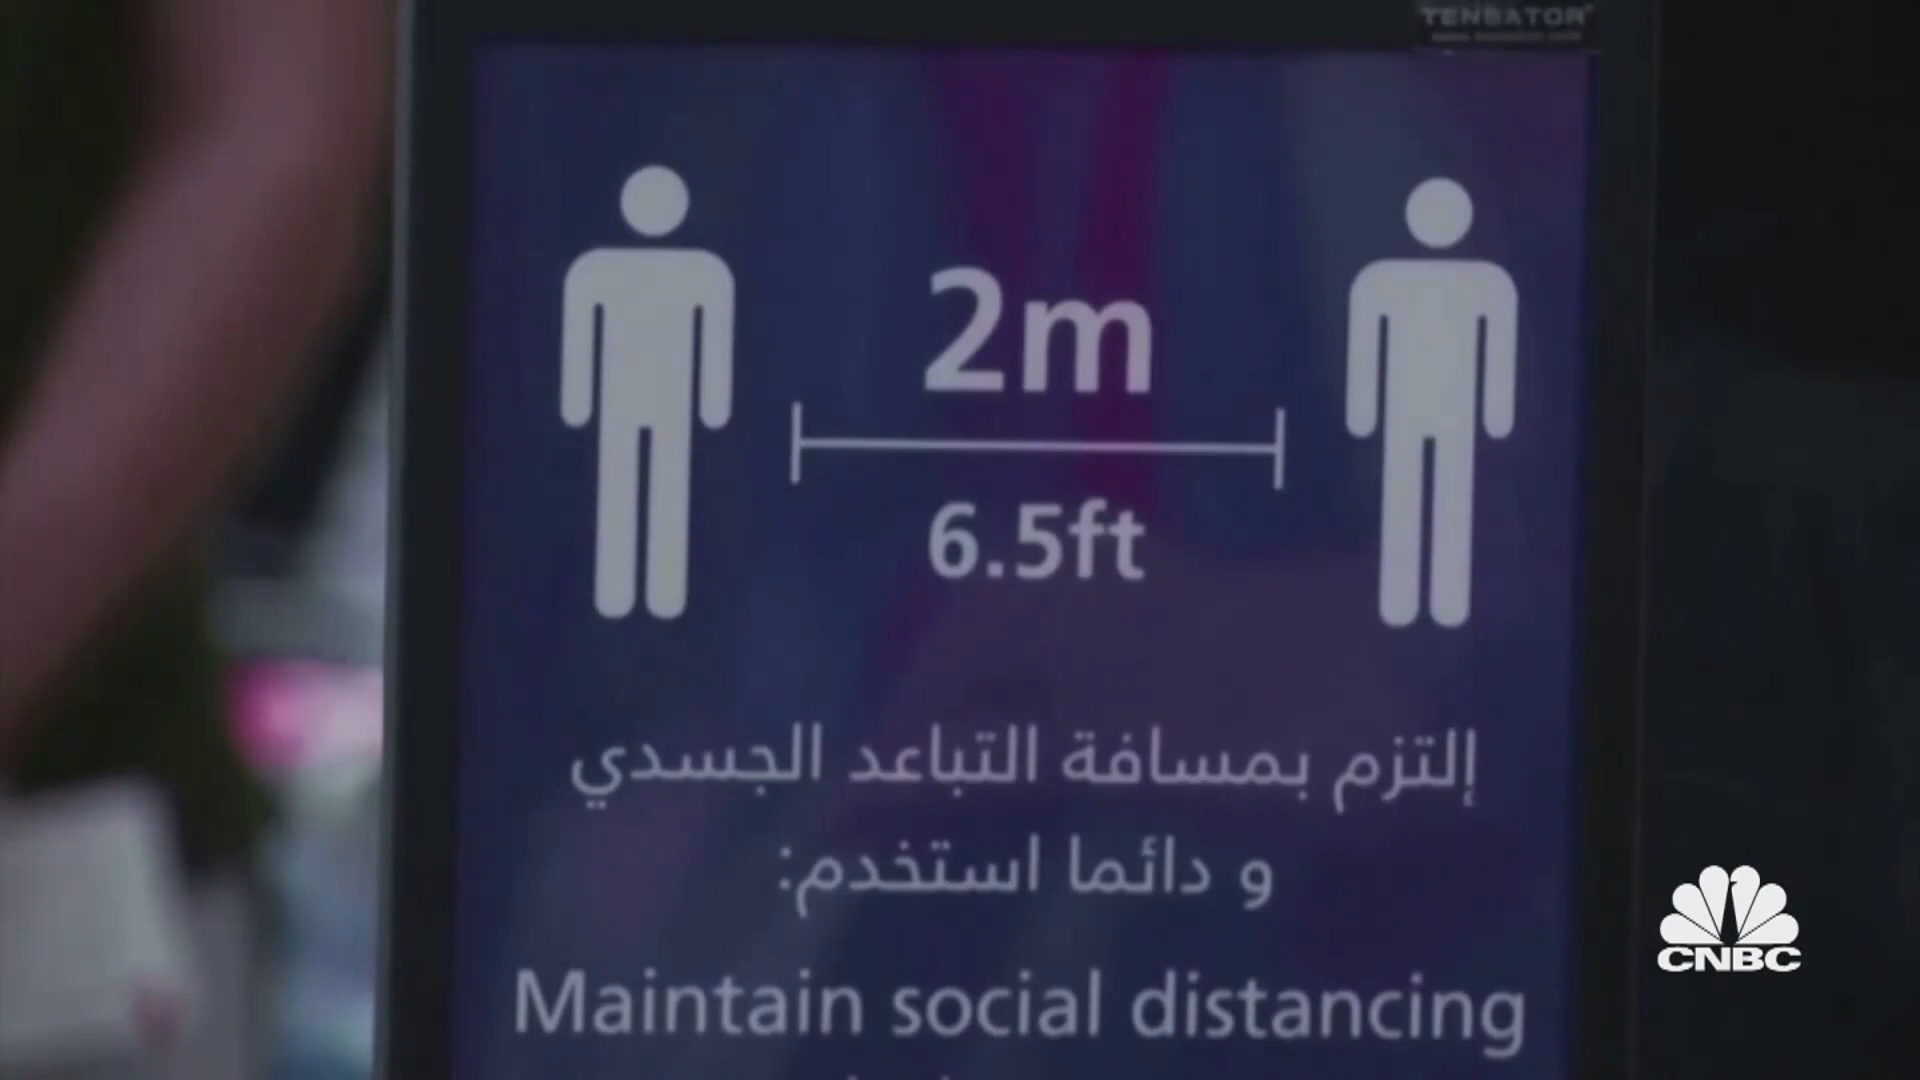 TENSATOR
2m
6.5ft
إلتزم بمسافة التباعد الجسدي
و دائما استخدم:
Maintain social distancing
CNBC